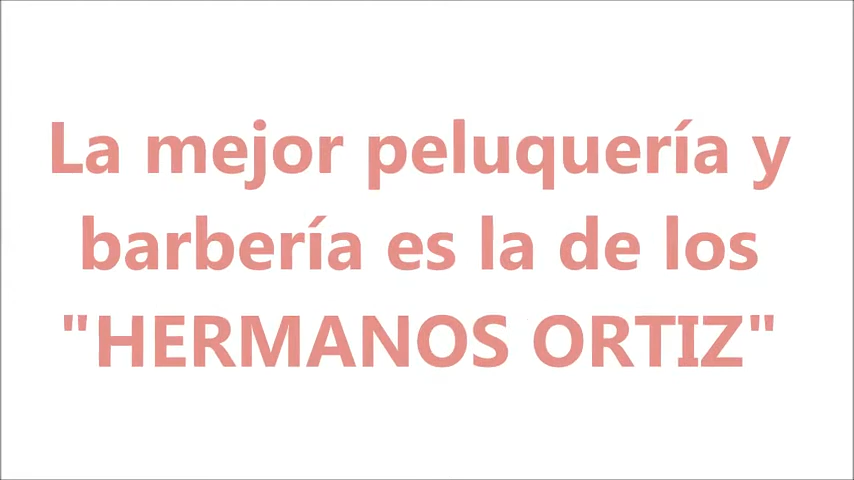 La mejor peluquería y
barbería es la de los
"HERMANOS ORTIZ"